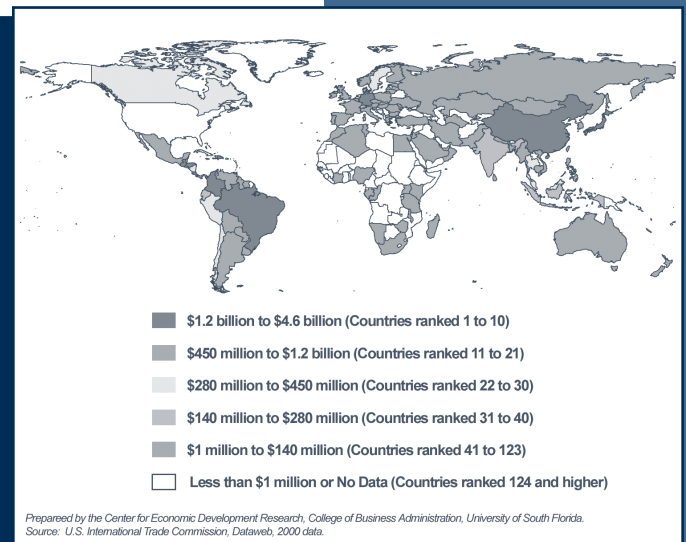 $1.2 billion to $4.6 billion (Countries ranked 1 to 10)
$450 million to $1.2 billion (Countries ranked 11 to 21)
$280 million to $450 million (Countries ranked 22 to 30)
$140 million to $280 million (Countries ranked 31 to 40)
$1 million to $140 million (Countries ranked 41 to 123)
Less than $1 million or No Data (Countries ranked 124 and higher)
Prepareed by the Center for Economic Development Research, College of Business Administration, University of South Florida.
Source: U.S. International Trade Commission, Dataweb, 2000 data.